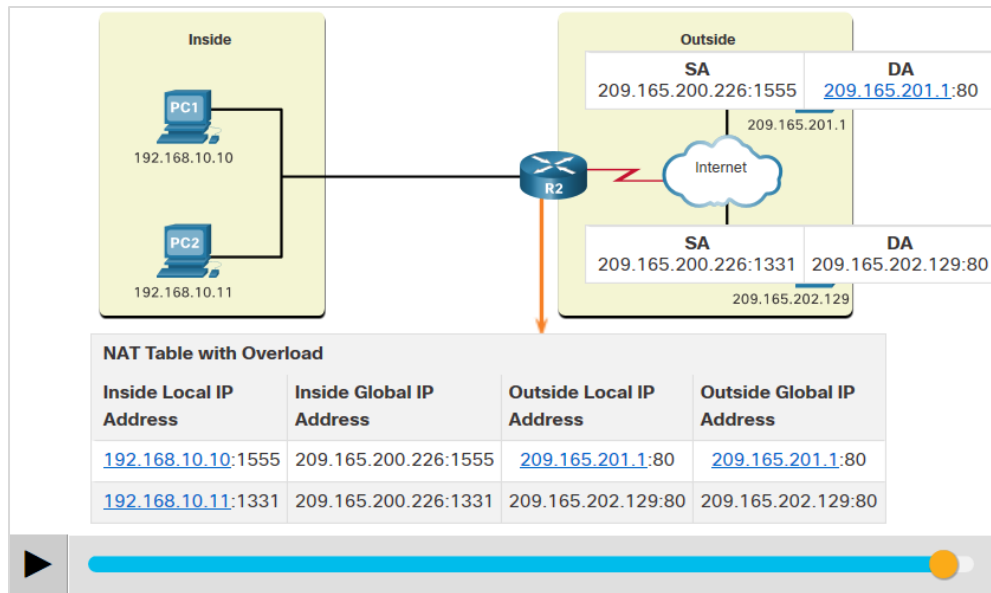 Inside
Outside
SA
DA
209.165.200.226:1555
209.165.201.1:80
PC1
209.165.201.1
192.168.10.10
Internet
R2
PC2
SA
DA
209.165.200.226:1331
209.165.202.129:80
192.168.10.11
209.165.202.129
NAT Table with Overload
Inside Local IP Address
Inside Global IP Address
Outside Local IP Address
Outside Global IP Address
192.168.10.10:1555
209.165.200.226:1555
209.165.201.1:80
209.165.201.1:80
192.168.10.11:1331
209.165.200.226:1331
209.165.202.129:80
209.165.202.129:80